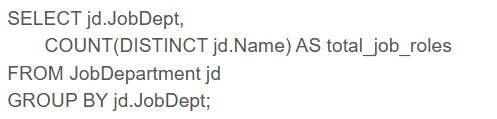 SELECT jd.JobDept,
COUNT(DISTINCT jd.Name) AS total_job_roles
FROM JobDepartment jd
GROUP BY jd.JobDept;